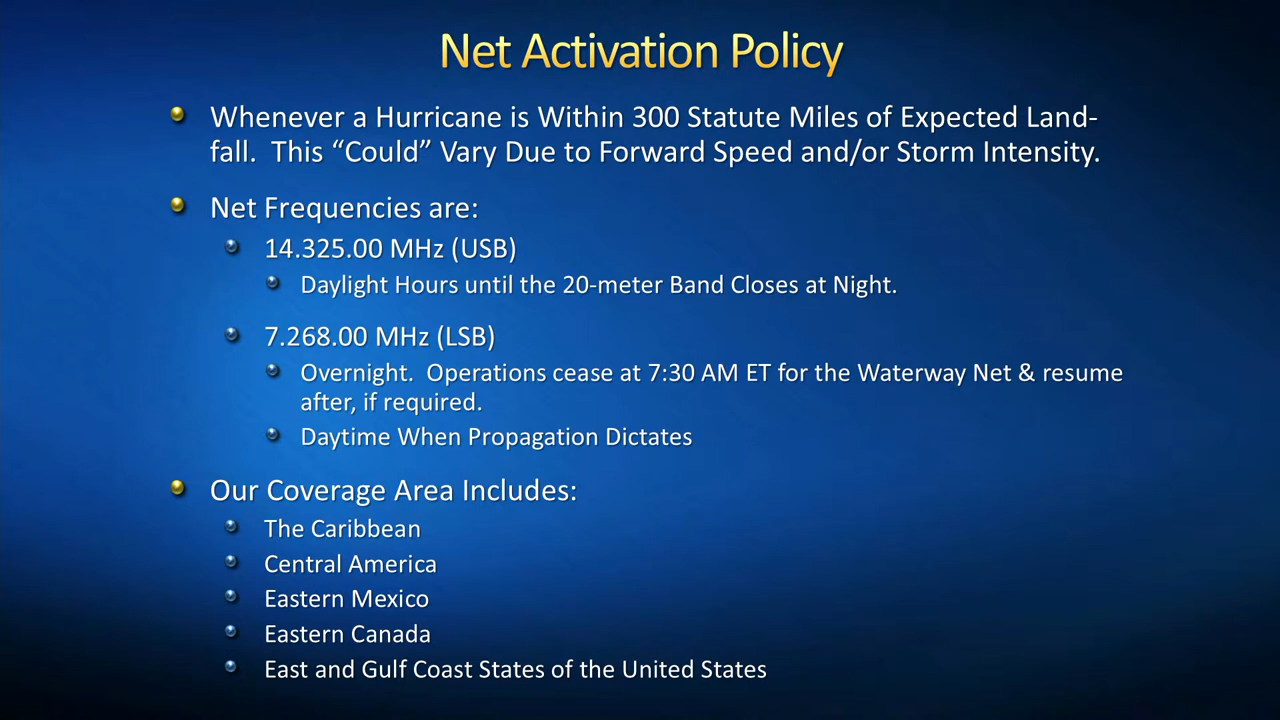 Net Activation Policy
Whenever a Hurricane is Within 300 Statute Miles of Expected Land-
fall.  This “Could” Vary Due to Forward Speed and/or Storm Intensity.
Net Frequencies are:
14.325.00 MHz (USB)
Daylight Hours until the 20-meter Band Closes at Night.
7.268.00 MHz (LSB)
Overnight.  Operations cease at 7:30 AM ET for the Waterway Net & resume
after, if required.
Daytime When Propagation Dictates
Our Coverage Area Includes:
The Caribbean
Central America
Eastern Mexico
Eastern Canada
East and Gulf Coast States of the United States